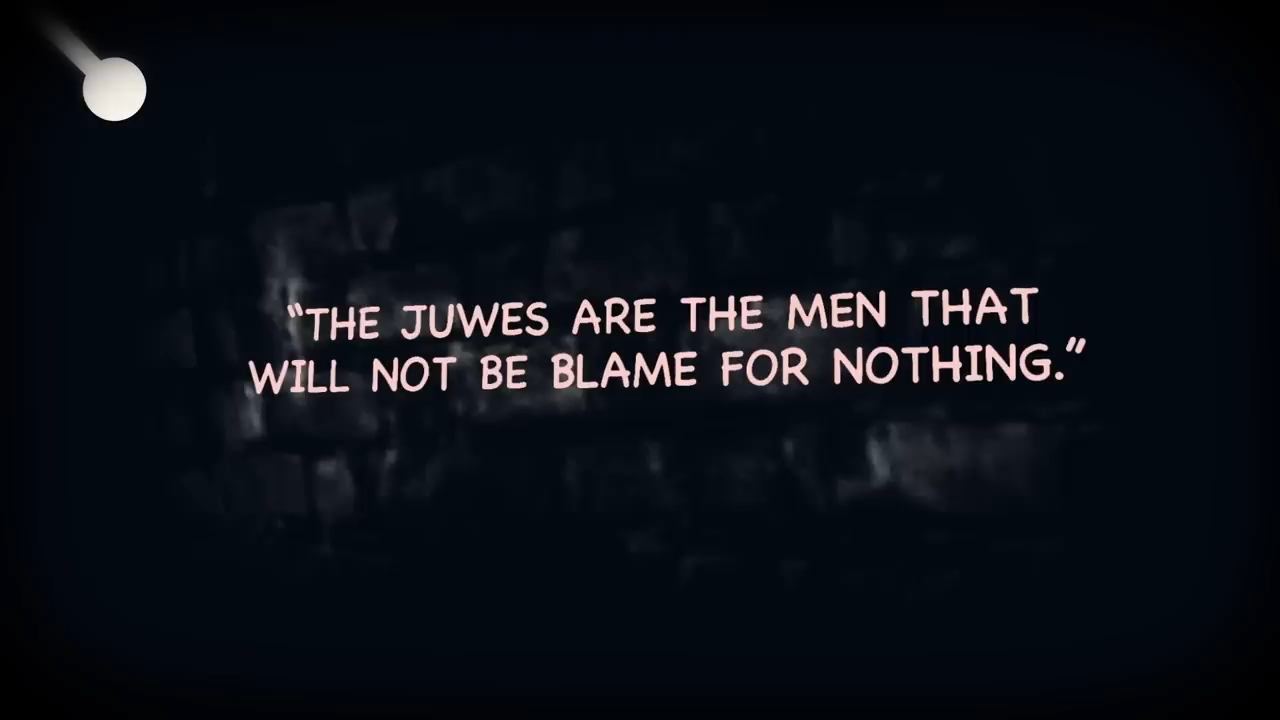 “THE JUWES ARE THE MEN THAT
WILL NOT BE BLAME FOR NOTHING.”